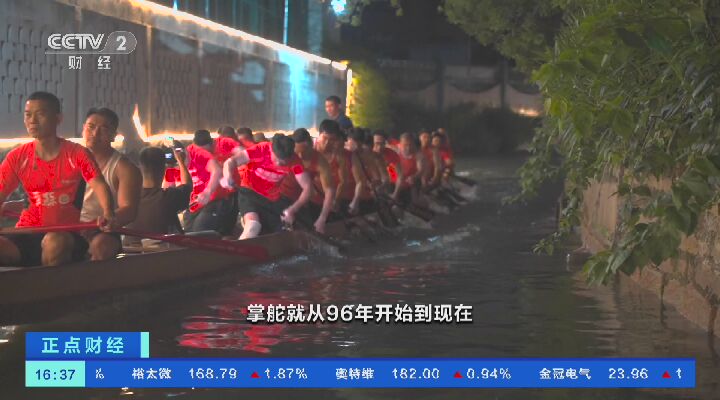 CCTV 2
财 经
掌舵就从96年开始到现在
正点财经
16:37 % 裕太微 168.79 ▲ 1.87% 奥特维 182.00 ▲ 0.94% 金冠电气 23.96 ▲ 1